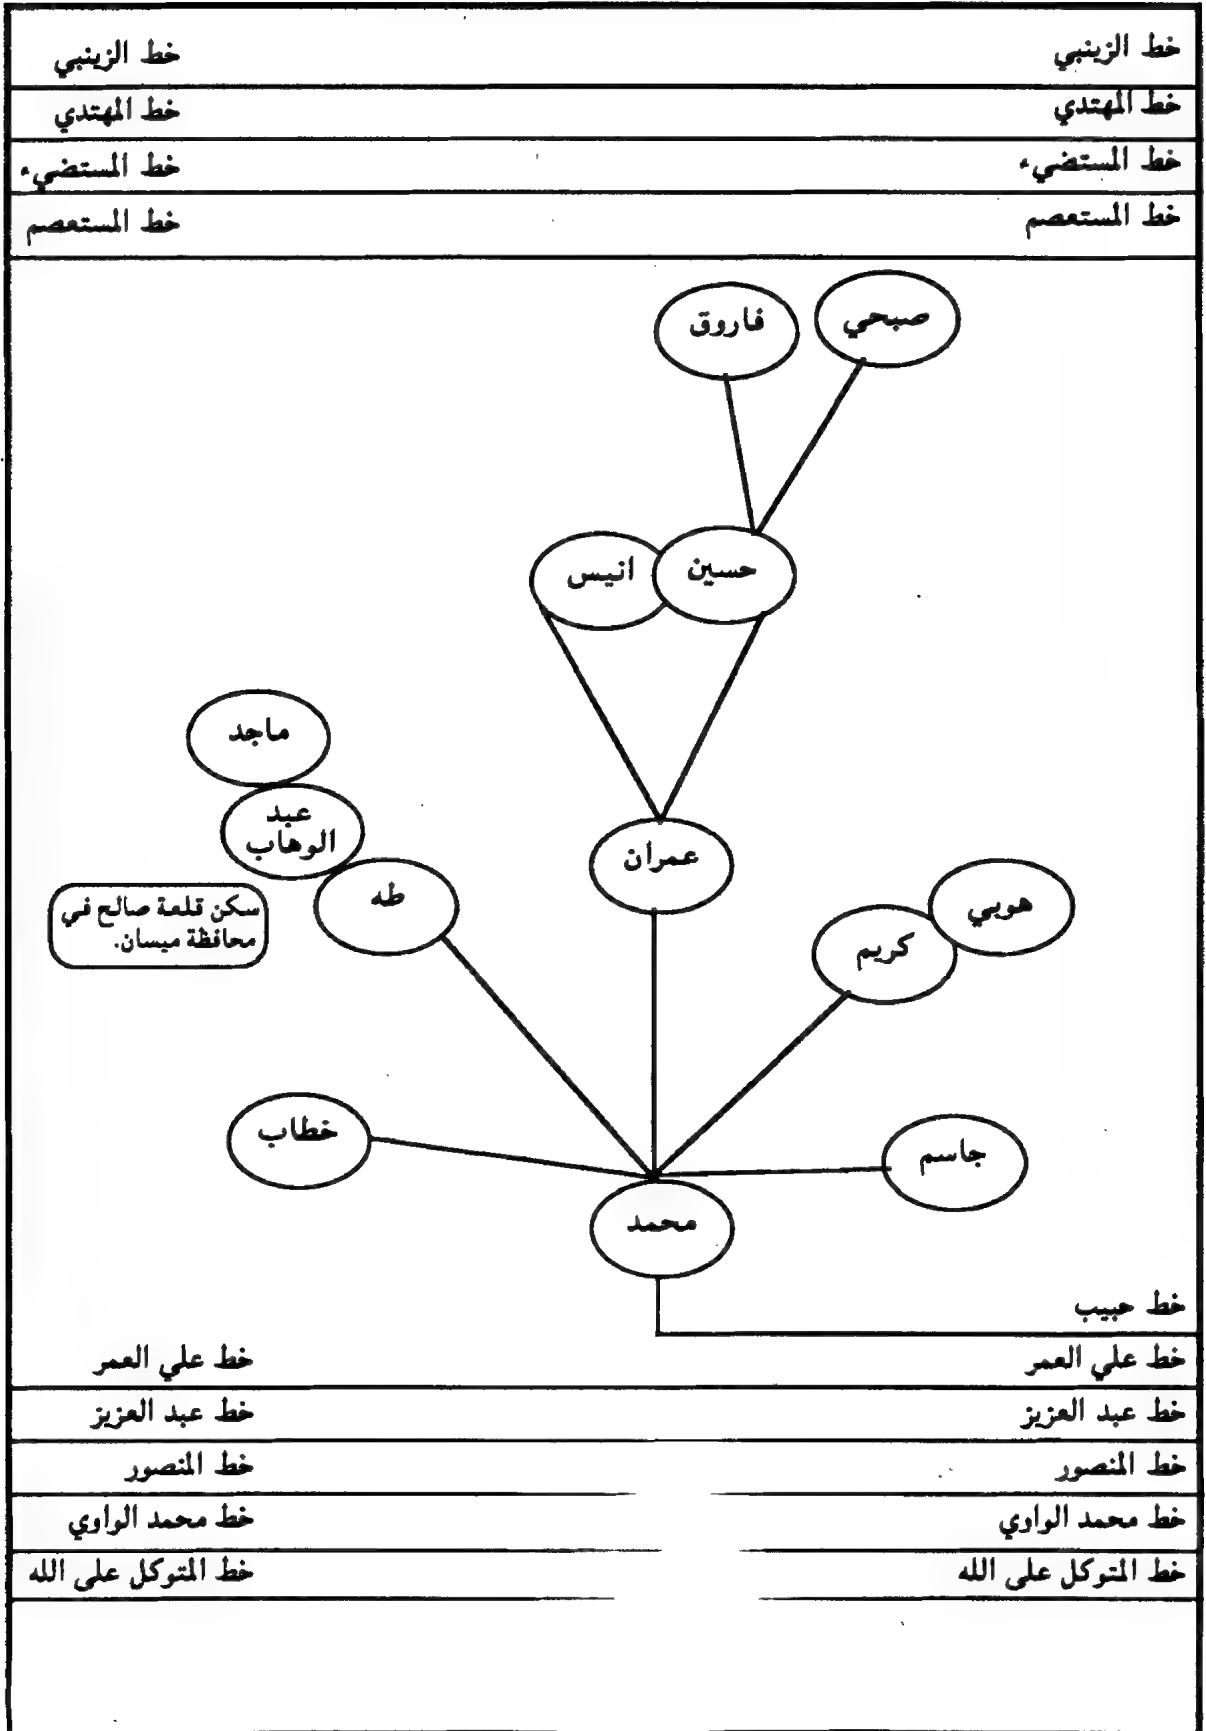 خط الزينبي
خط الزينبي
خط المهتدي
خط المهتدي
خط المستضيء
خط المستضيء
خط المستعصم
خط المستعصم
صبحي
فاروق
حسين
انيس
ماجد
عبد
الوهاب
عمران
طه
هوبي
كريم
سكن قلعة صالح في
محافظة ميسان.
خطاب
جاسم
محمد
خط حبيب
خط علي العمر
خط علي العمر
خط عبد العزيز
خط عبد العزيز
خط المنصور
خط المنصور
خط محمد الراوي
خط محمد الراوي
خط المتوكل على الله
خط المتوكل على الله